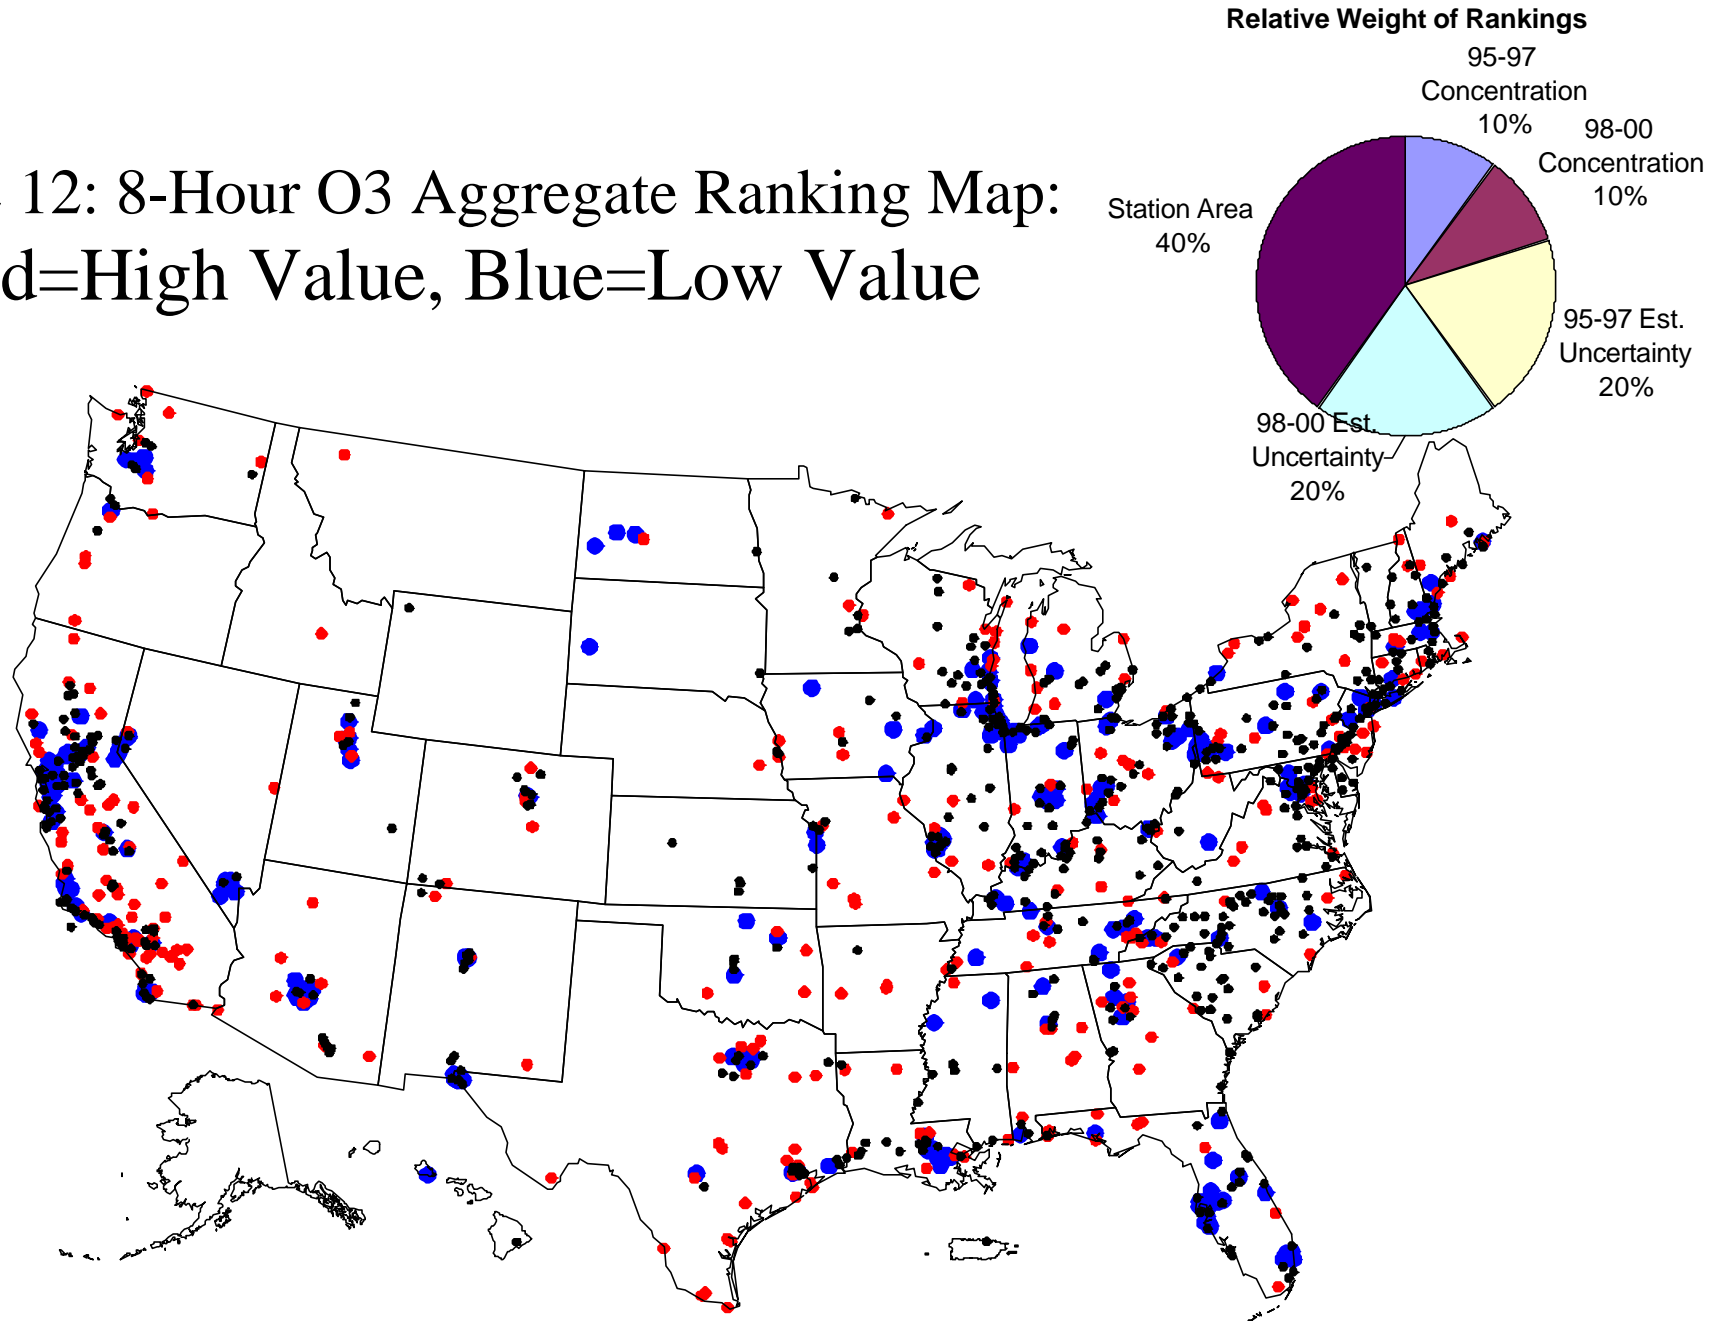 Relative Weight of Rankings
95-97
Concentration
10%
98-00
Concentration
10%
12: 8-Hour O3 Aggregate Ranking Map:
d=High Value, Blue=Low Value
Station Area
40%
95-97 Est.
Uncertainty
20%
98-00 Est.
Uncertainty
20%